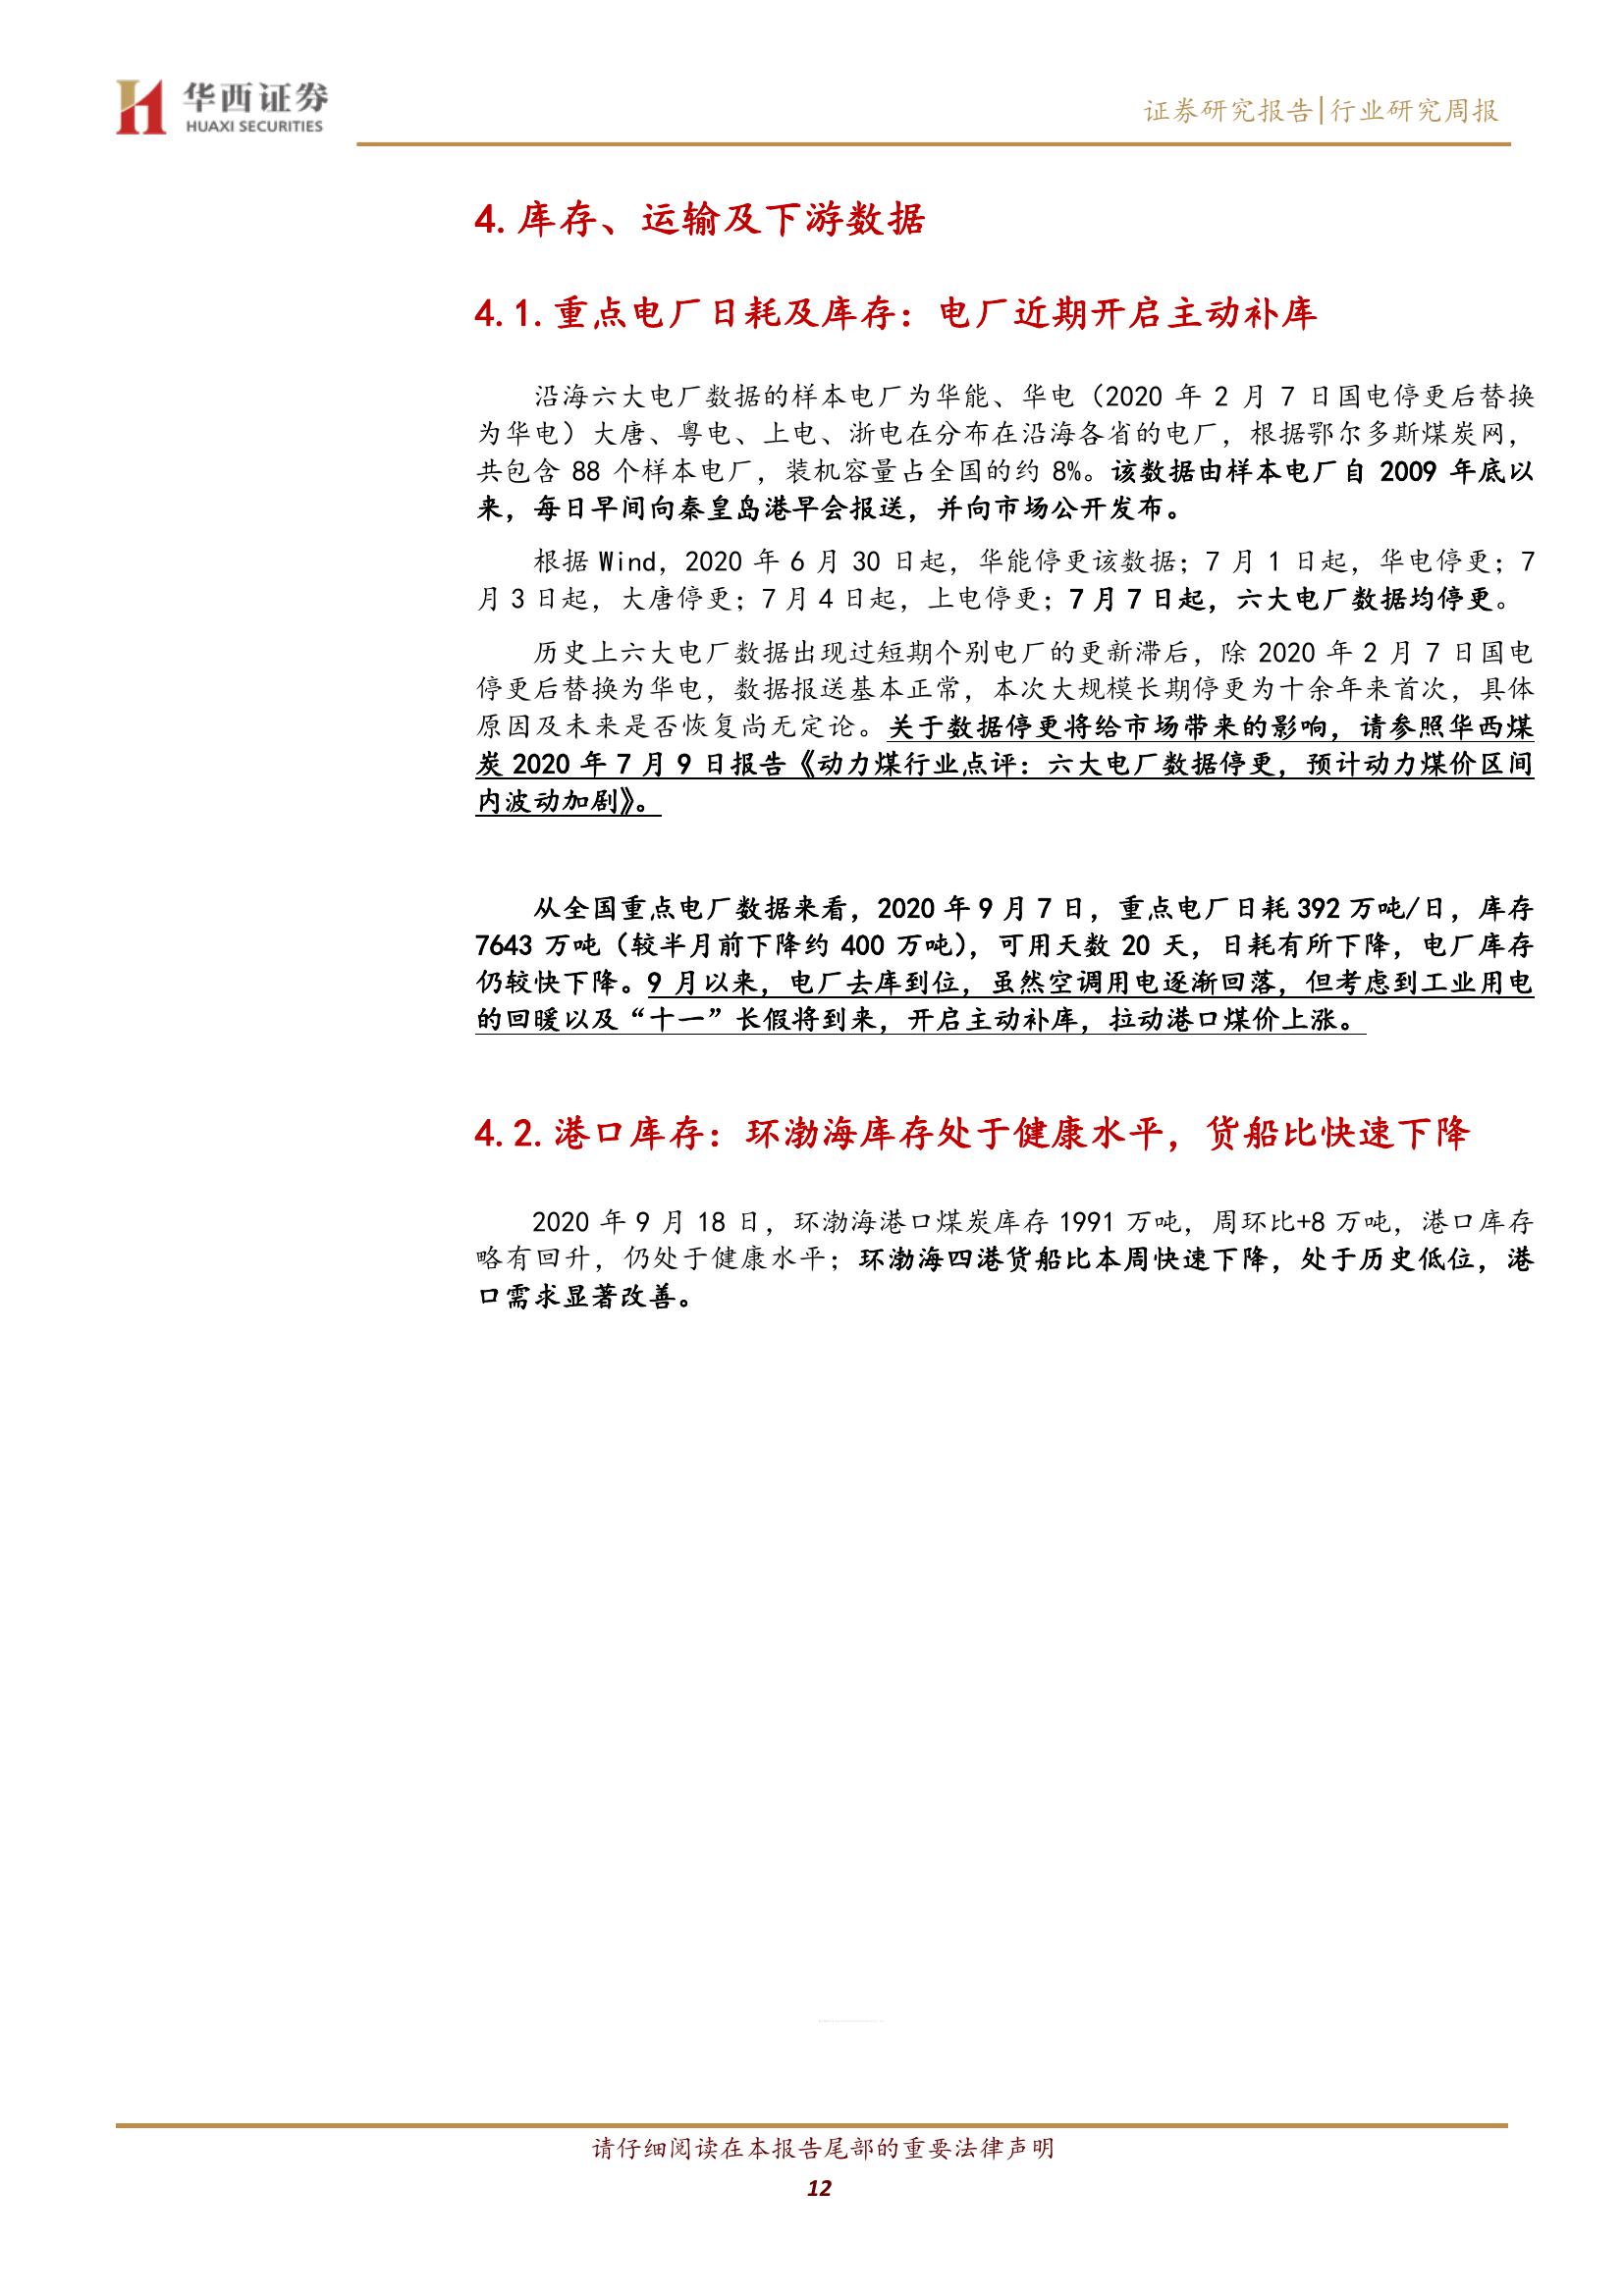 华西证券
HUAXI SECURITIES
证券研究报告|行业研究周报
4.库存、运输及下游数据
4.1.重点电厂日耗及库存：电厂近期开启主动补库
沿海六大电厂数据的样本电厂为华能、华电（2020 年 2 月 7 日国电停更后替换
为华电）大唐、粤电、上电、浙电在分布在沿海各省的电厂，根据鄂尔多斯煤炭网，
共包含 88 个样本电厂，装机容量占全国的约 8%。该数据由样本电厂自 2009 年底以
来，每日早间向秦皇岛港早会报送，并向市场公开发布。
根据 Wind，2020 年 6 月 30 日起，华能停更该数据；7 月 1 日起，华电停更；7
月 3 日起，大唐停更；7 月 4 日起，上电停更；7 月 7 日起，六大电厂数据均停更。
历史上六大电厂数据出现过短期个别电厂的更新滞后，除 2020 年 2 月 7 日国电
停更后替换为华电，数据报送基本正常，本次大规模长期停更为十余年来首次，具体
原因及未来是否恢复尚无定论。关于数据停更将给市场带来的影响，请参照华西煤
炭 2020 年 7 月 9 日报告《动力煤行业点评：六大电厂数据停更，预计动力煤价区间
内波动加剧》。
从全国重点电厂数据来看，2020 年 9 月 7 日，重点电厂日耗 392 万吨/日，库存
7643 万吨（较半月前下降约 400 万吨），可用天数 20 天，日耗有所下降，电厂库存
仍较快下降。9 月以来，电厂去库到位，虽然空调用电逐渐回落，但考虑到工业用电
的回暖以及“十一”长假将到来，开启主动补库，拉动港口煤价上涨。
4.2.港口库存：环渤海库存处于健康水平，货船比快速下降
2020 年 9 月 18 日，环渤海港口煤炭库存 1991 万吨，周环比+8 万吨，港口库存
略有回升，仍处于健康水平；环渤海四港货船比本周快速下降，处于历史低位，港
口需求显著改善。
请仔细阅读在本报告尾部的重要法律声明
12